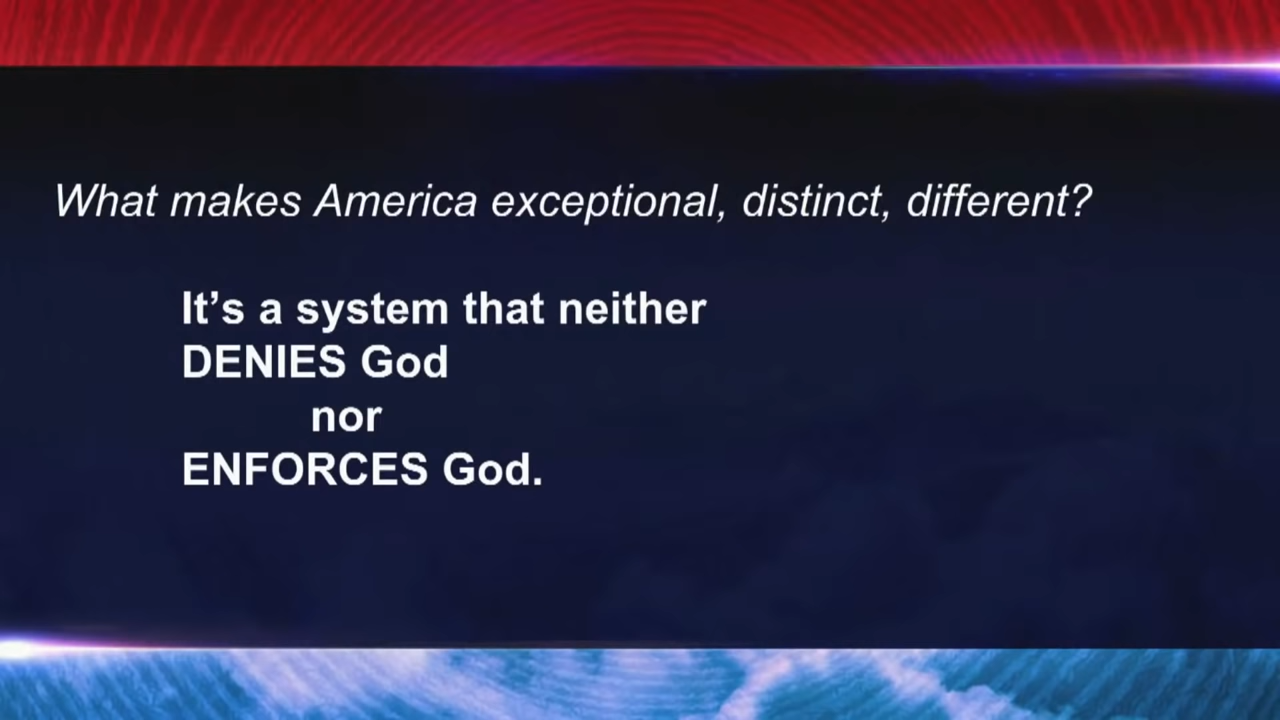 What makes America exceptional, distinct, different?
It’s a system that neither
DENIES God
nor
ENFORCES God.